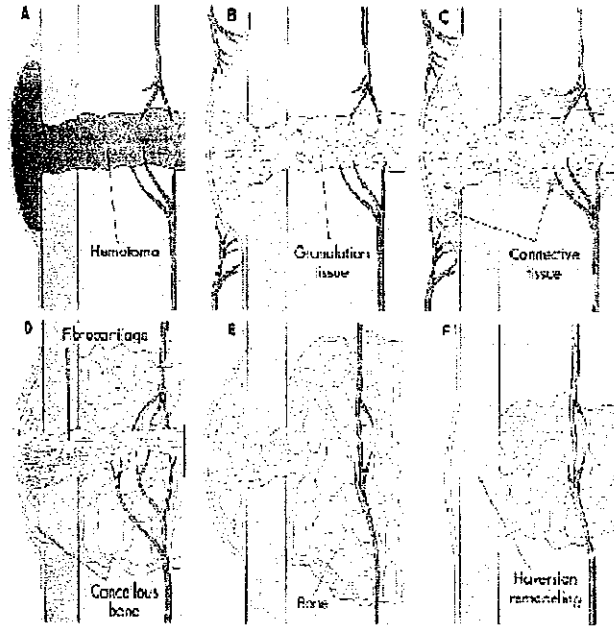 A
B
C
Hematoma
Granulation
tissue
Connective
tissue
D
Fibrocartilage
E
F
Cancellous
bone
Bone
Haversian
remodeling